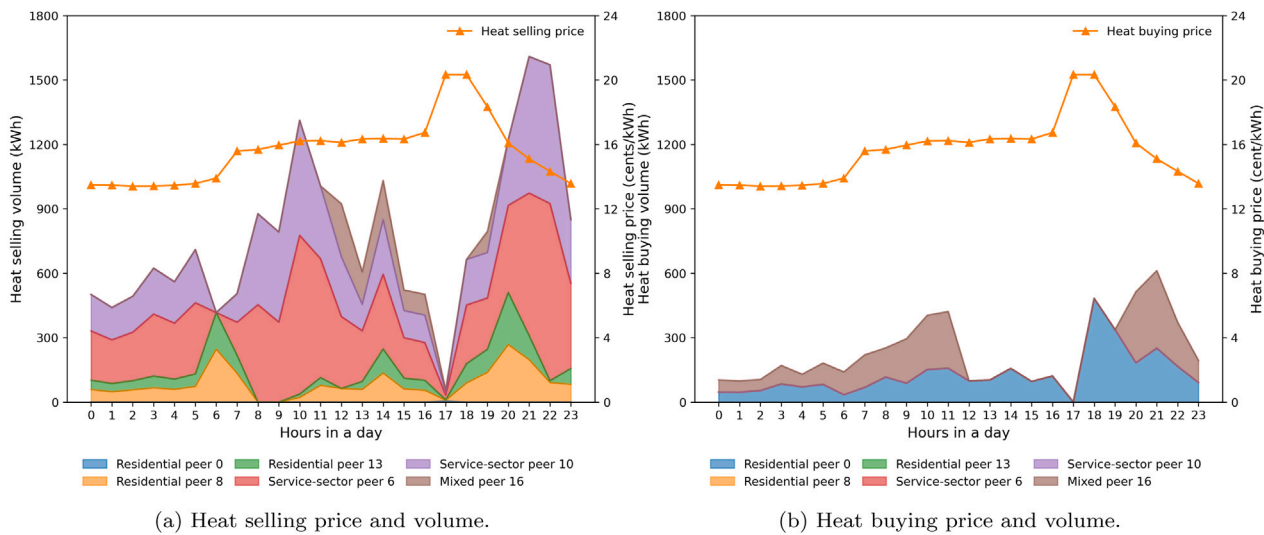 1800
1500
1200
900
600
300
0
Heat selling volume (kWh)
24
20
16
12
8
4
0
Heat selling price (cents/kWh)
Heat selling price
0 1 2 3 4 5 6 7 8 9 10 11 12 13 14 15 16 17 18 19 20 21 22 23
Hours in a day
Residential peer 0 Residential peer 13 Service-sector peer 10
Residential peer 8 Service-sector peer 6 Mixed peer 16
(a) Heat selling price and volume.
1800
1500
1200
900
600
300
0
Heat buying volume (kWh)
24
20
16
12
8
4
0
Heat buying price (cent/kWh)
Heat buying price
0 1 2 3 4 5 6 7 8 9 10 11 12 13 14 15 16 17 18 19 20 21 22 23
Hours in a day
Residential peer 0 Residential peer 13 Service-sector peer 10
Residential peer 8 Service-sector peer 6 Mixed peer 16
(b) Heat buying price and volume.